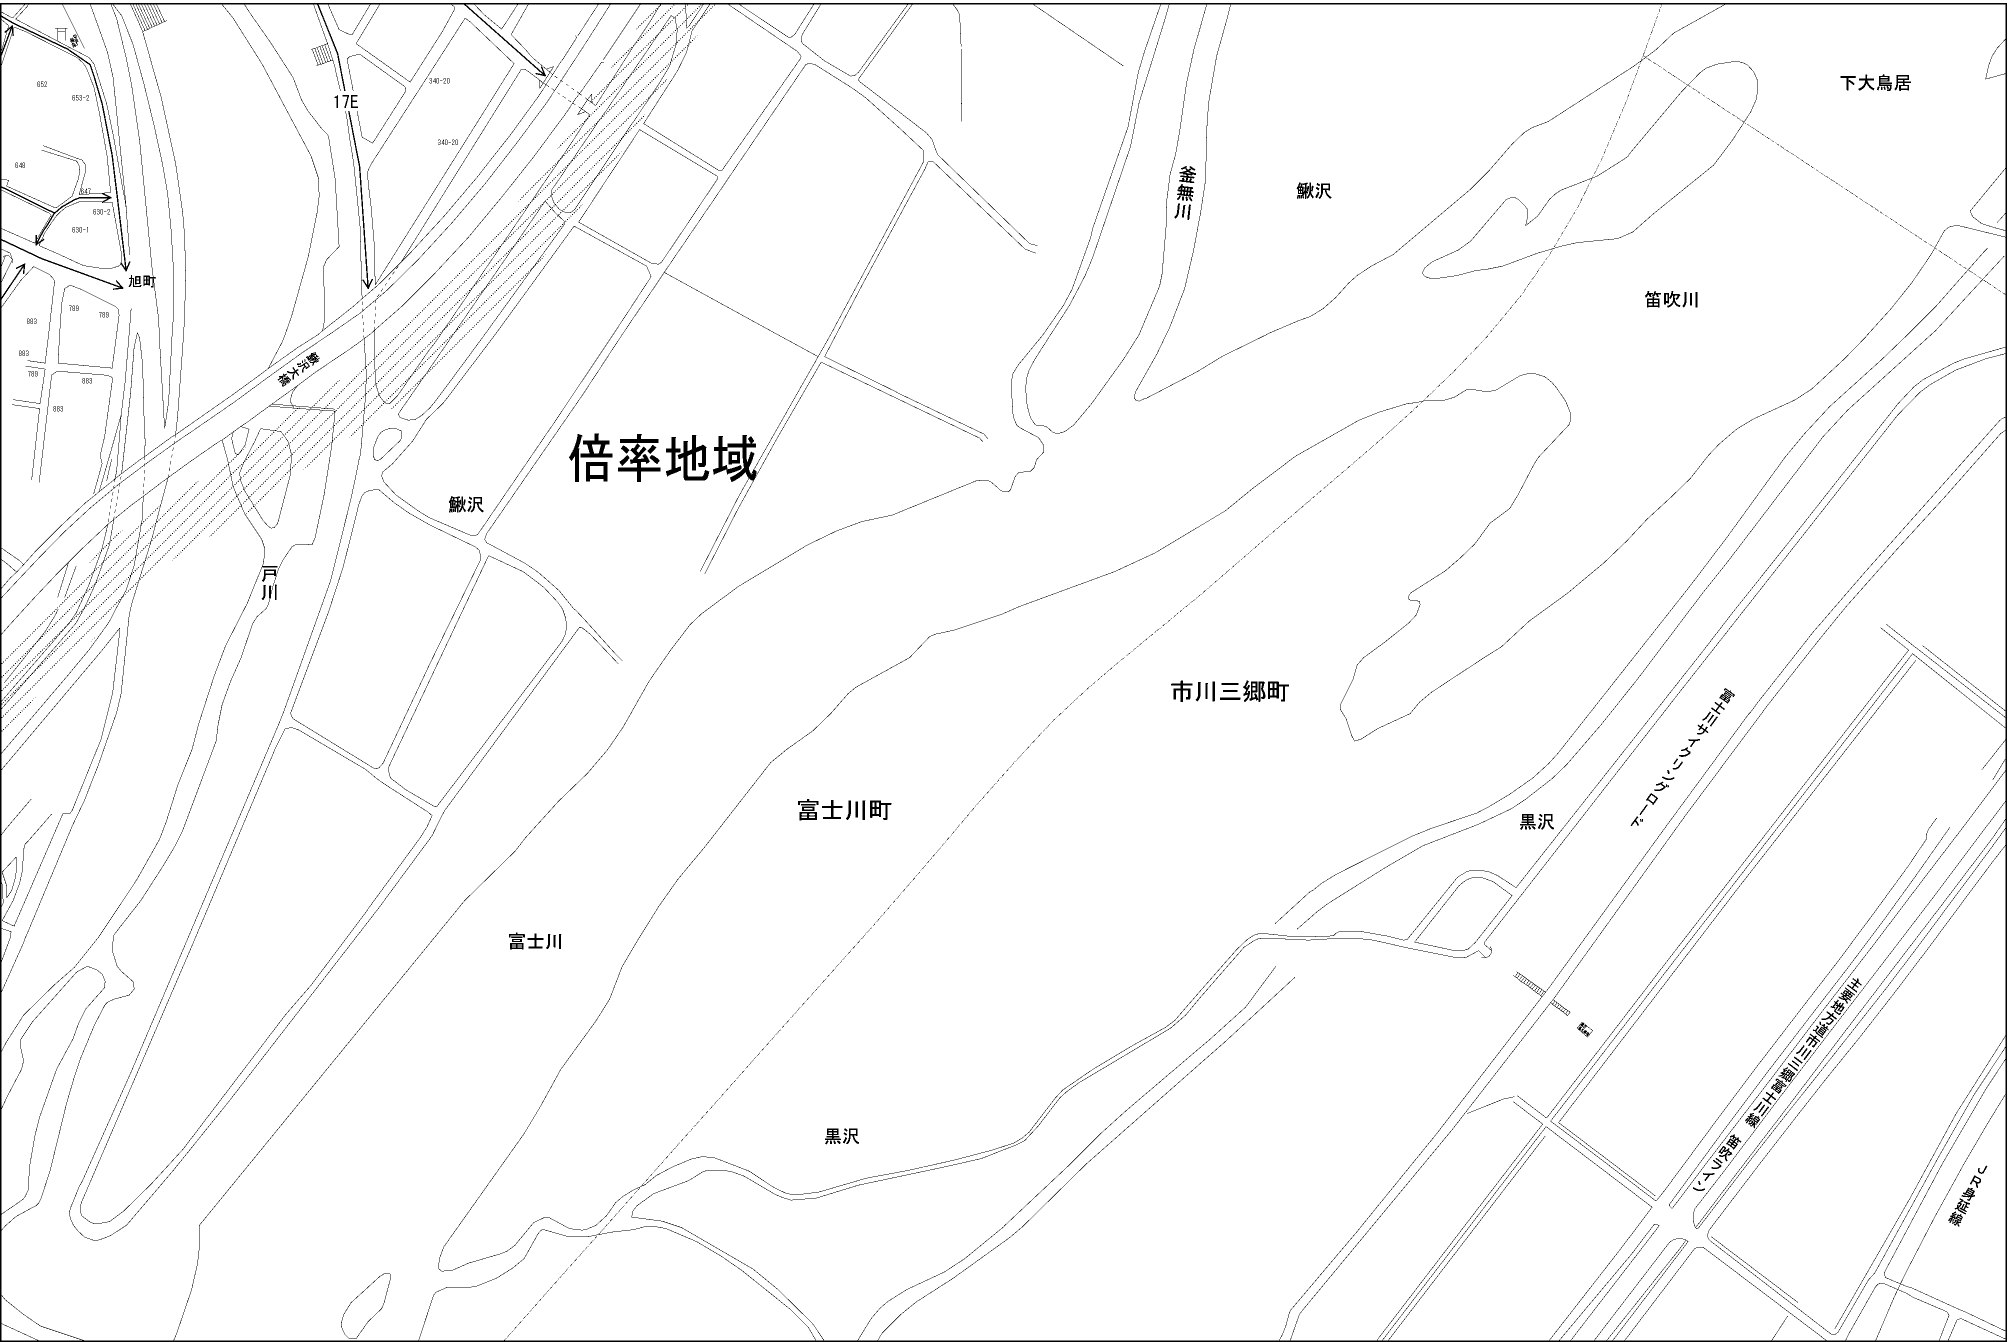 下大鳥居
652
653-2
340-20
17E
340-20
648
647
630-2
630-1
釜無川
鰍沢
旭町
笛吹川
789
789
883
883
789
883
883
鰍沢大橋
倍率地域
鰍沢
戸川
市川三郷町
富士川サイクリングロード
富士川町
黒沢
富士川
主要地方道市川三郷富士川線 笛吹ライン
黒沢
JR身延線